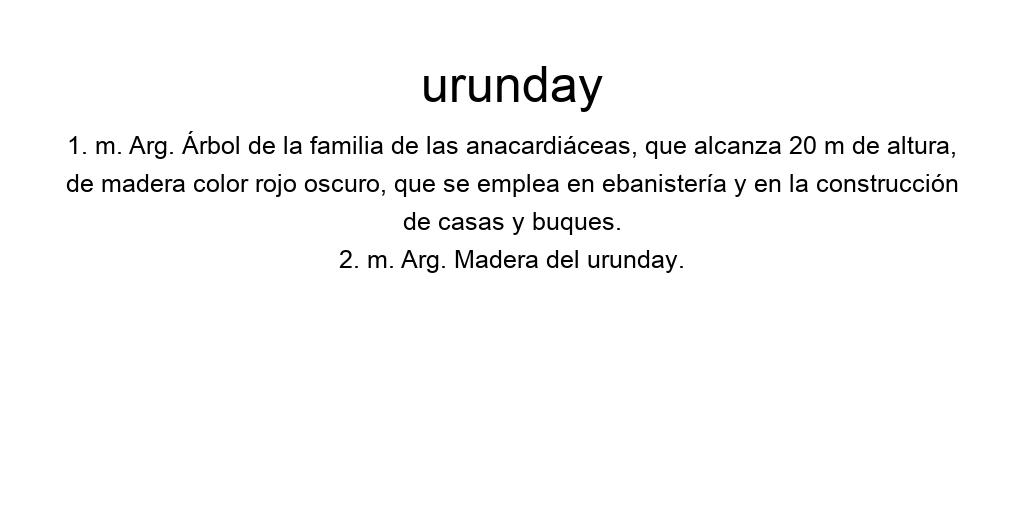 urunday
1. m. Arg. Árbol de la familia de las anacardiáceas, que alcanza 20 m de altura,
de madera color rojo oscuro, que se emplea en ebanistería y en la construcción
de casas y buques.
2. m. Arg. Madera del urunday.